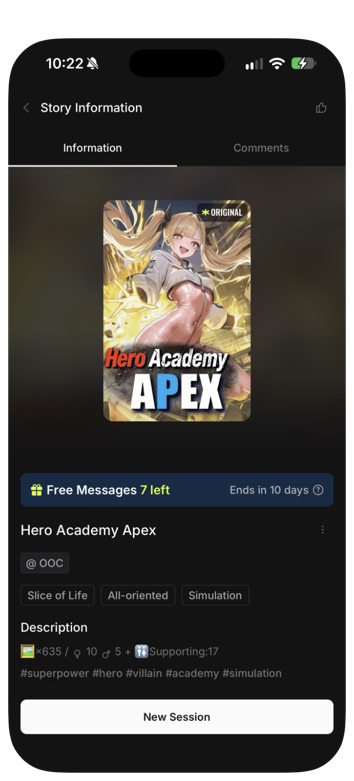 10:22
Story Information
Information Comments
ORIGINAL
Hero Academy
APEX
Free Messages 7 left Ends in 10 days ?
Hero Academy Apex
@ OOC
Slice of Life All-oriented Simulation
Description
🖼️×635 / ♀ 10 ♂ 5 + 🚻Supporting:17
#superpower #hero #villain #academy #simulation
New Session